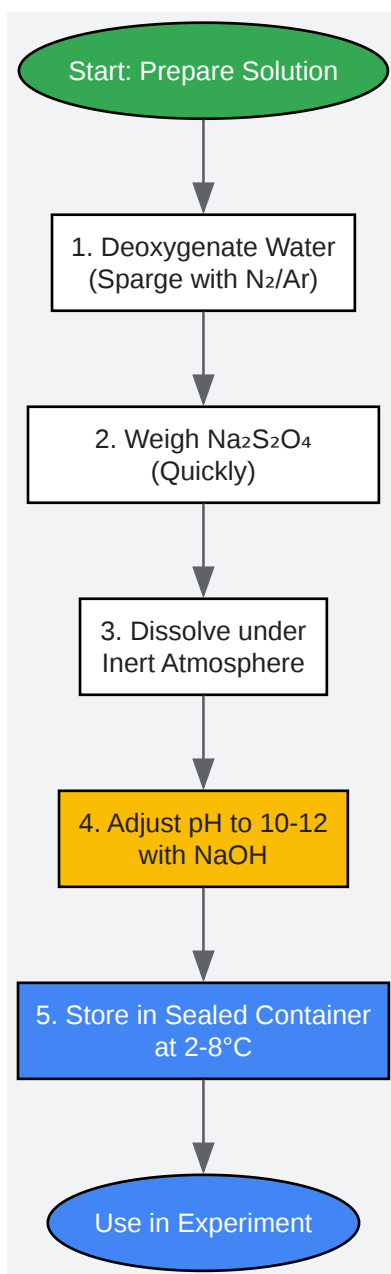 Start: Prepare Solution
1. Deoxygenate Water
(Sparge with N₂/Ar)
2. Weigh Na₂S₂O₄
(Quickly)
3. Dissolve under
Inert Atmosphere
4. Adjust pH to 10-12
with NaOH
5. Store in Sealed Container
at 2-8°C
Use in Experiment